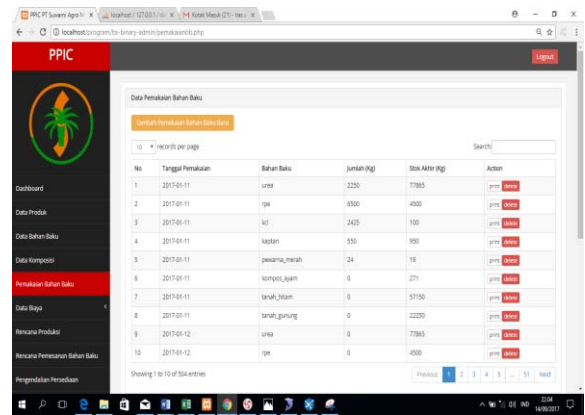 PPIC PT Suwarni Agro M
localhost / 127.0.0.1 /
localhost/program/bs-binary-admin/pemakaianbb.php
PPIC
Logout
Dashboard
Data Produk
Data Bahan Baku
Data Komposisi
Pemakaian Bahan Baku
Data Biaya
Rencana Produksi
Rencana Pemesanan Bahan Baku
Pengendalian Persediaan
Data Pemakaian Bahan Baku
Tambah Pemakaian Bahan Baku Baru
10 records per page
Search:
No Tanggal Pemakaian Bahan Baku Jumlah (Kg) Stok Akhir (Kg) Action
1 2017-01-11 urea 2250 77865 print delete
2 2017-01-11 rpe 6500 4500 print delete
3 2017-01-11 kcl 2425 100 print delete
4 2017-01-11 kaptan 550 950 print delete
5 2017-01-11 pewarna_merah 24 19 print delete
6 2017-01-11 kompos_ayam 0 271 print delete
7 2017-01-11 tanah_hitam 0 57150 print delete
8 2017-01-11 tanah_gunung 0 22250 print delete
9 2017-01-12 urea 0 77865 print delete
10 2017-01-12 rpe 0 4500 print delete
Showing 1 to 10 of 504 entries
Previous 1 2 3 4 5 ... 51 Next
IND
22.04
14/09/2017